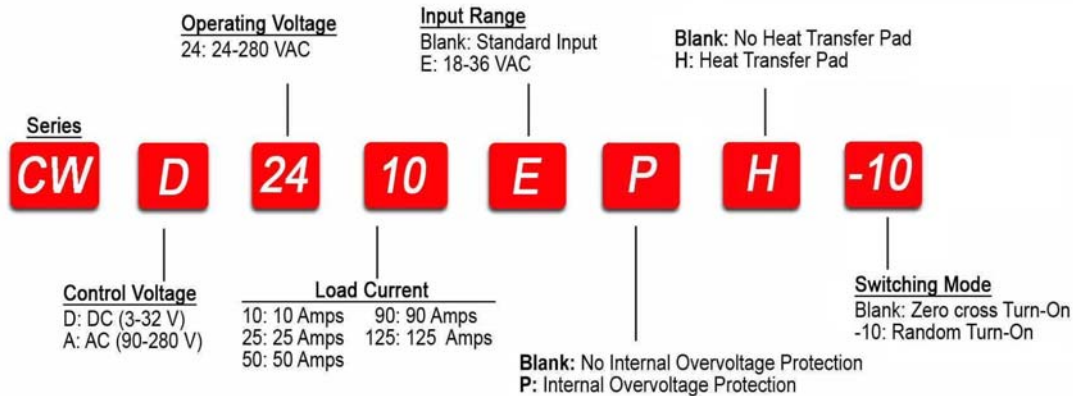 Operating Voltage
24: 24-280 VAC
Input Range
Blank: Standard Input
E: 18-36 VAC
Blank: No Heat Transfer Pad
H: Heat Transfer Pad
Series
CW D 24 10 E P H -10
Control Voltage
D: DC (3-32 V)
A: AC (90-280 V)
Load Current
10: 10 Amps 90: 90 Amps
25: 25 Amps 125: 125 Amps
50: 50 Amps
Switching Mode
Blank: Zero cross Turn-On
-10: Random Turn-On
Blank: No Internal Overvoltage Protection
P: Internal Overvoltage Protection